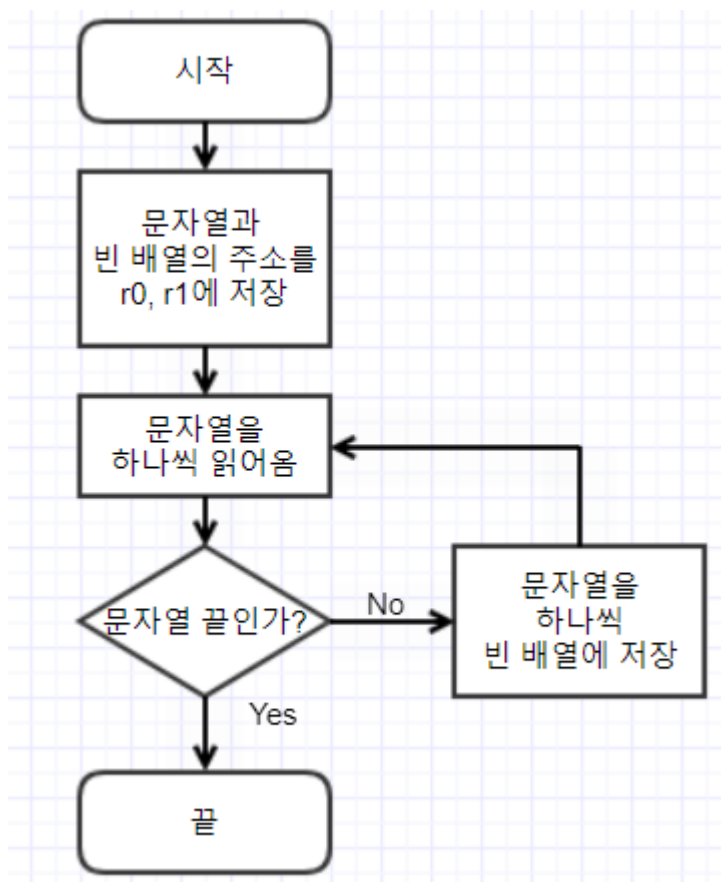 시작
문자열과
빈 배열의 주소를
r0, r1에 저장
문자열을
하나씩 읽어옴
문자열 끝인가?
No
문자열을
하나씩
빈 배열에 저장
Yes
끝